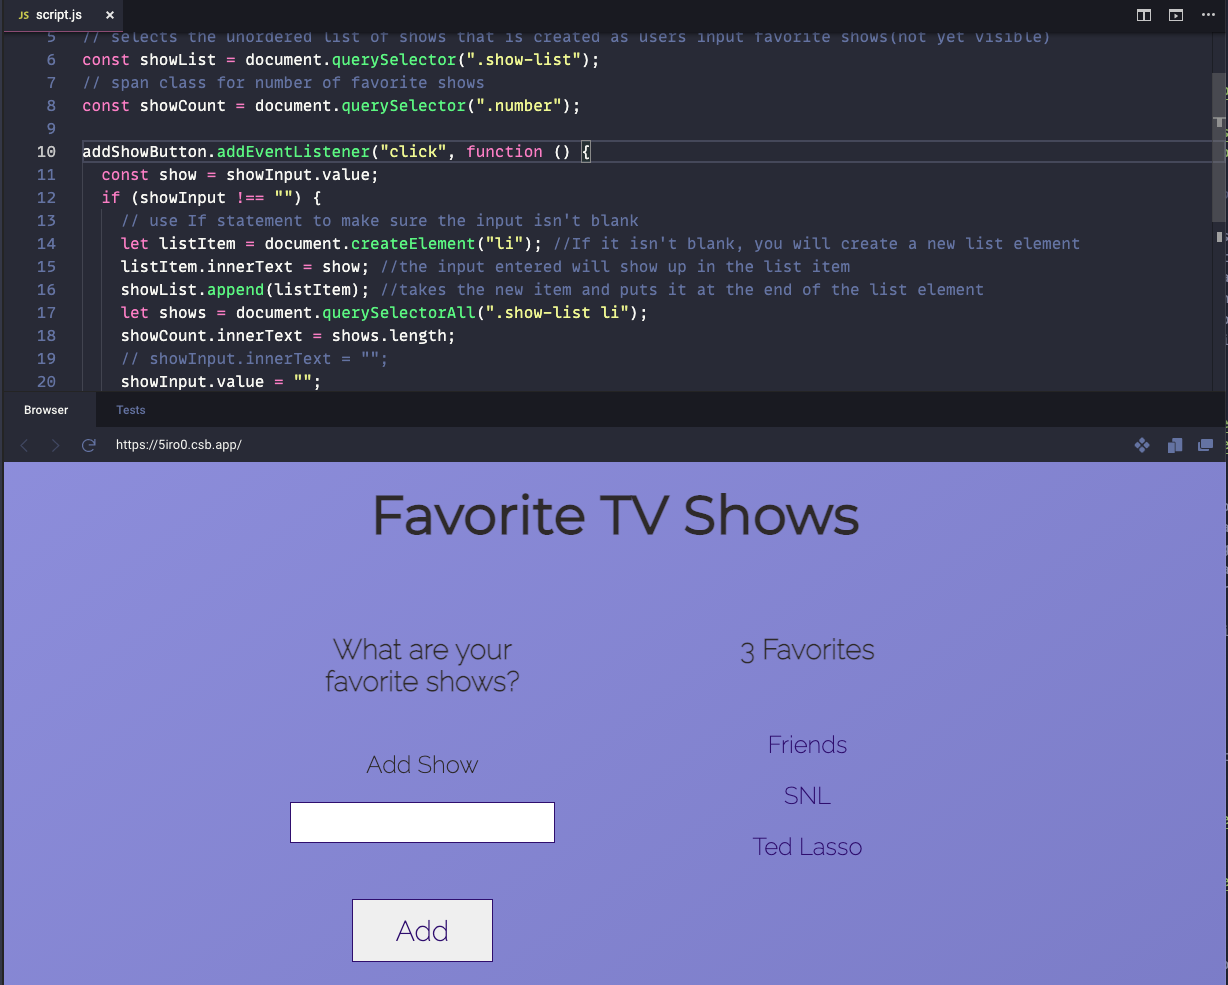 JS script.js ×
5 // selects the unordered list of shows that is created as users input favorite shows(not yet visible)
6 const showList = document.querySelector(".show-list");
7 // span class for number of favorite shows
8 const showCount = document.querySelector(".number");
9
10 addShowButton.addEventListener("click", function () {
11 const show = showInput.value;
12 if (showInput !== "") {
13 // use If statement to make sure the input isn't blank
14 let listItem = document.createElement("li"); //If it isn't blank, you will create a new list element
15 listItem.innerText = show; //the input entered will show up in the list item
16 showList.append(listItem); //takes the new item and puts it at the end of the list element
17 let shows = document.querySelectorAll(".show-list li");
18 showCount.innerText = shows.length;
19 // showInput.innerText = "";
20 showInput.value = "";
Browser Tests
https://5iro0.csb.app/
Favorite TV Shows
What are your
favorite shows?
Add Show
Add
3 Favorites
Friends
SNL
Ted Lasso